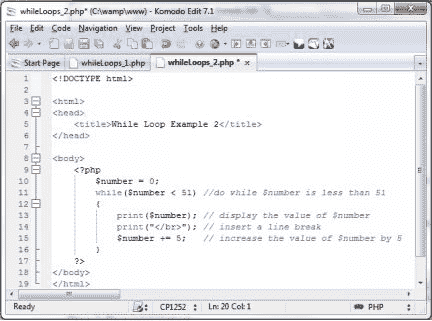 whileLoops_2.php* (C:\wamp\www) - Komodo Edit 7.1
File Edit Code Navigation View Project Tools Help
Start Page whileLoops_1.php whileLoops_2.php * x
1 <!DOCTYPE html>
2
3 <html>
4 <head>
5 <title>While Loop Example 2</title>
6 </head>
7
8 <body>
9 <?php
10 $number = 0;
11 while($number < 51) //do while $number is less than 51
12 {
13 print($number); // display the value of $number
14 print("</br>"); // insert a line break
15 $number += 5; // increase the value of $number by 5
16 }
17 ?>
18 </body>
19 </html>
Ready CP1252 Ln: 20 Col: 1 PHP